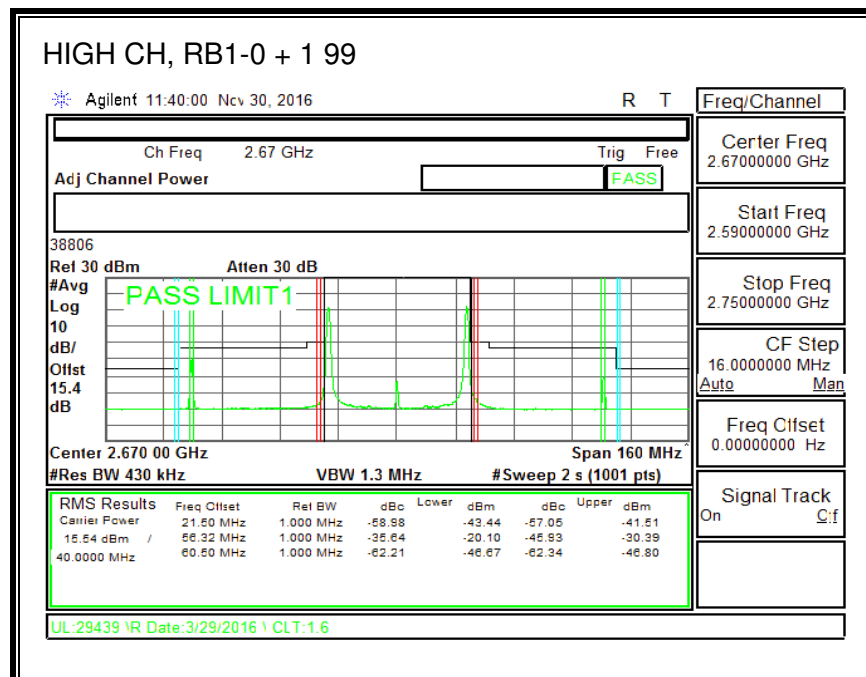 HIGH CH, RB1-0 + 1 99
Agilent 11:40:00 Nov 30, 2016 R T
Freq/Channel
Ch Freq 2.67 GHz Trig Free
Adj Channel Power PASS
Center Freq
2.67000000 GHz
Start Freq
2.59000000 GHz
Stop Freq
2.75000000 GHz
CF Step
16.0000000 MHz
Auto Man
Freq Offset
0.00000000 Hz
Signal Track
On Off
38806
Ref 30 dBm Atten 30 dB
#Avg
Log
10
dB/
Offst
15.4
dB
PASS LIMIT1
Center 2.670 00 GHz Span 160 MHz
#Res BW 430 kHz VBW 1.3 MHz #Sweep 2 s (1001 pts)
RMS Results Freq Offset Ref BW dBc Lower dBm dBc Upper dBm
Carrier Power 21.50 MHz 1.000 MHz -58.98 -43.44 -57.05 -41.51
15.54 dBm / 56.32 MHz 1.000 MHz -35.64 -20.10 -45.93 -30.39
40.0000 MHz 60.50 MHz 1.000 MHz -62.21 -46.67 -62.34 -46.80
UL:29439 \R Date:3/29/2016 \ CLT:1.6